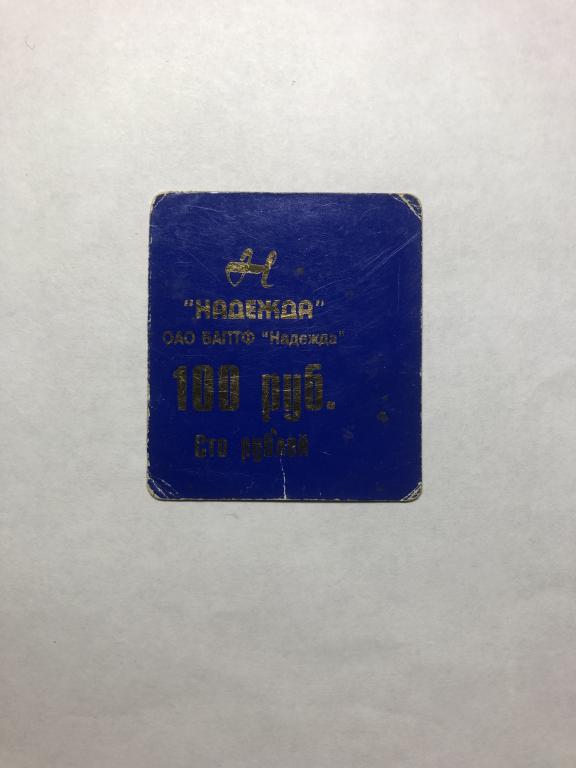 Н
"НАДЕЖДА"
ОАО ВАПТФ "Надежда"
100 руб.
Сто рублей